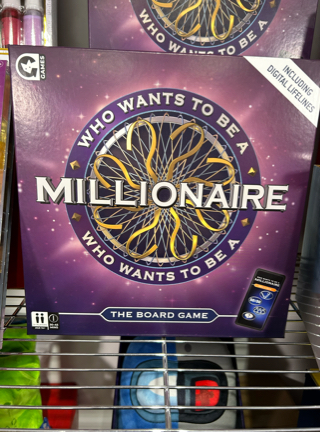 WHO WANTS TO BE A
GAMES
INCLUDING
DIGITAL LIFELINES
WHO WANTS TO BE A
MILLIONAIRE
WHO WANTS TO BE A
THE BOARD GAME